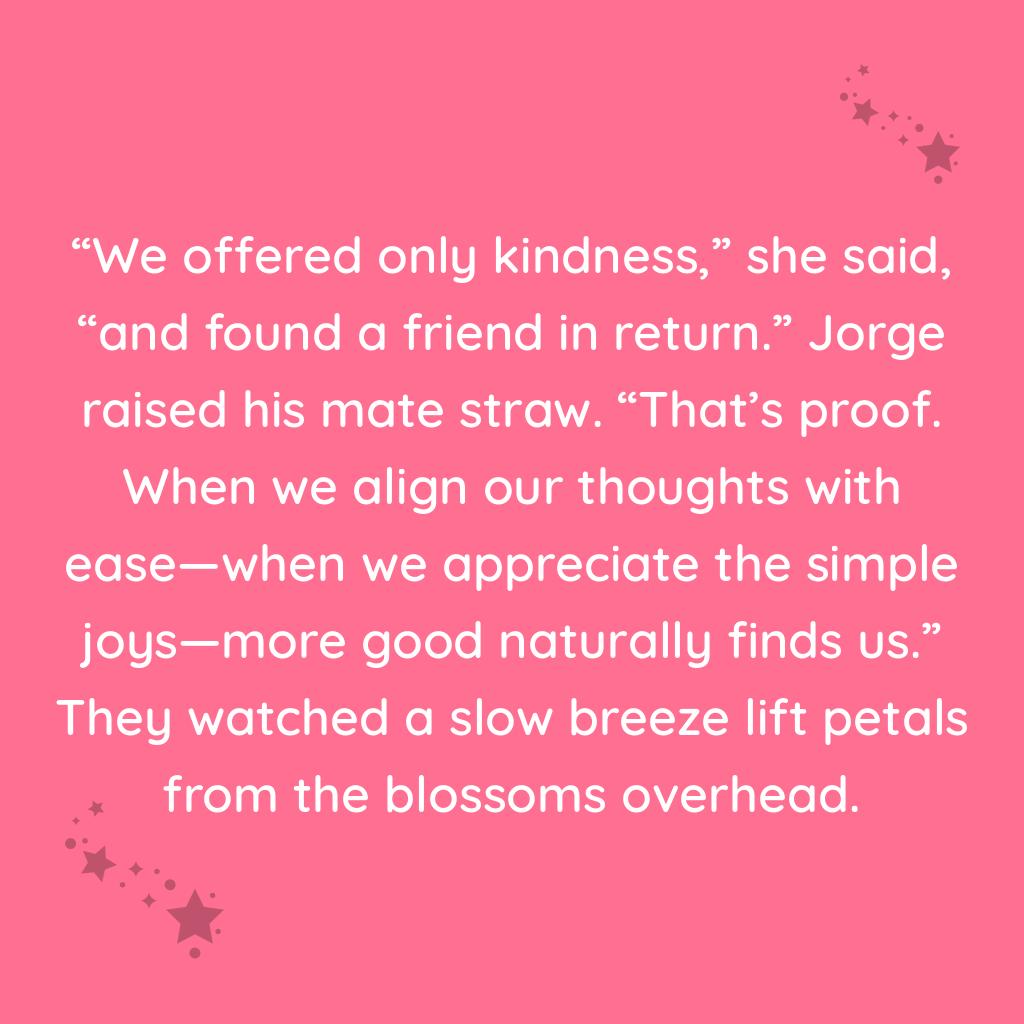 “We offered only kindness,” she said,
“and found a friend in return.” Jorge
raised his mate straw. “That’s proof.
When we align our thoughts with
ease—when we appreciate the simple
joys—more good naturally finds us.”
They watched a slow breeze lift petals
from the blossoms overhead.